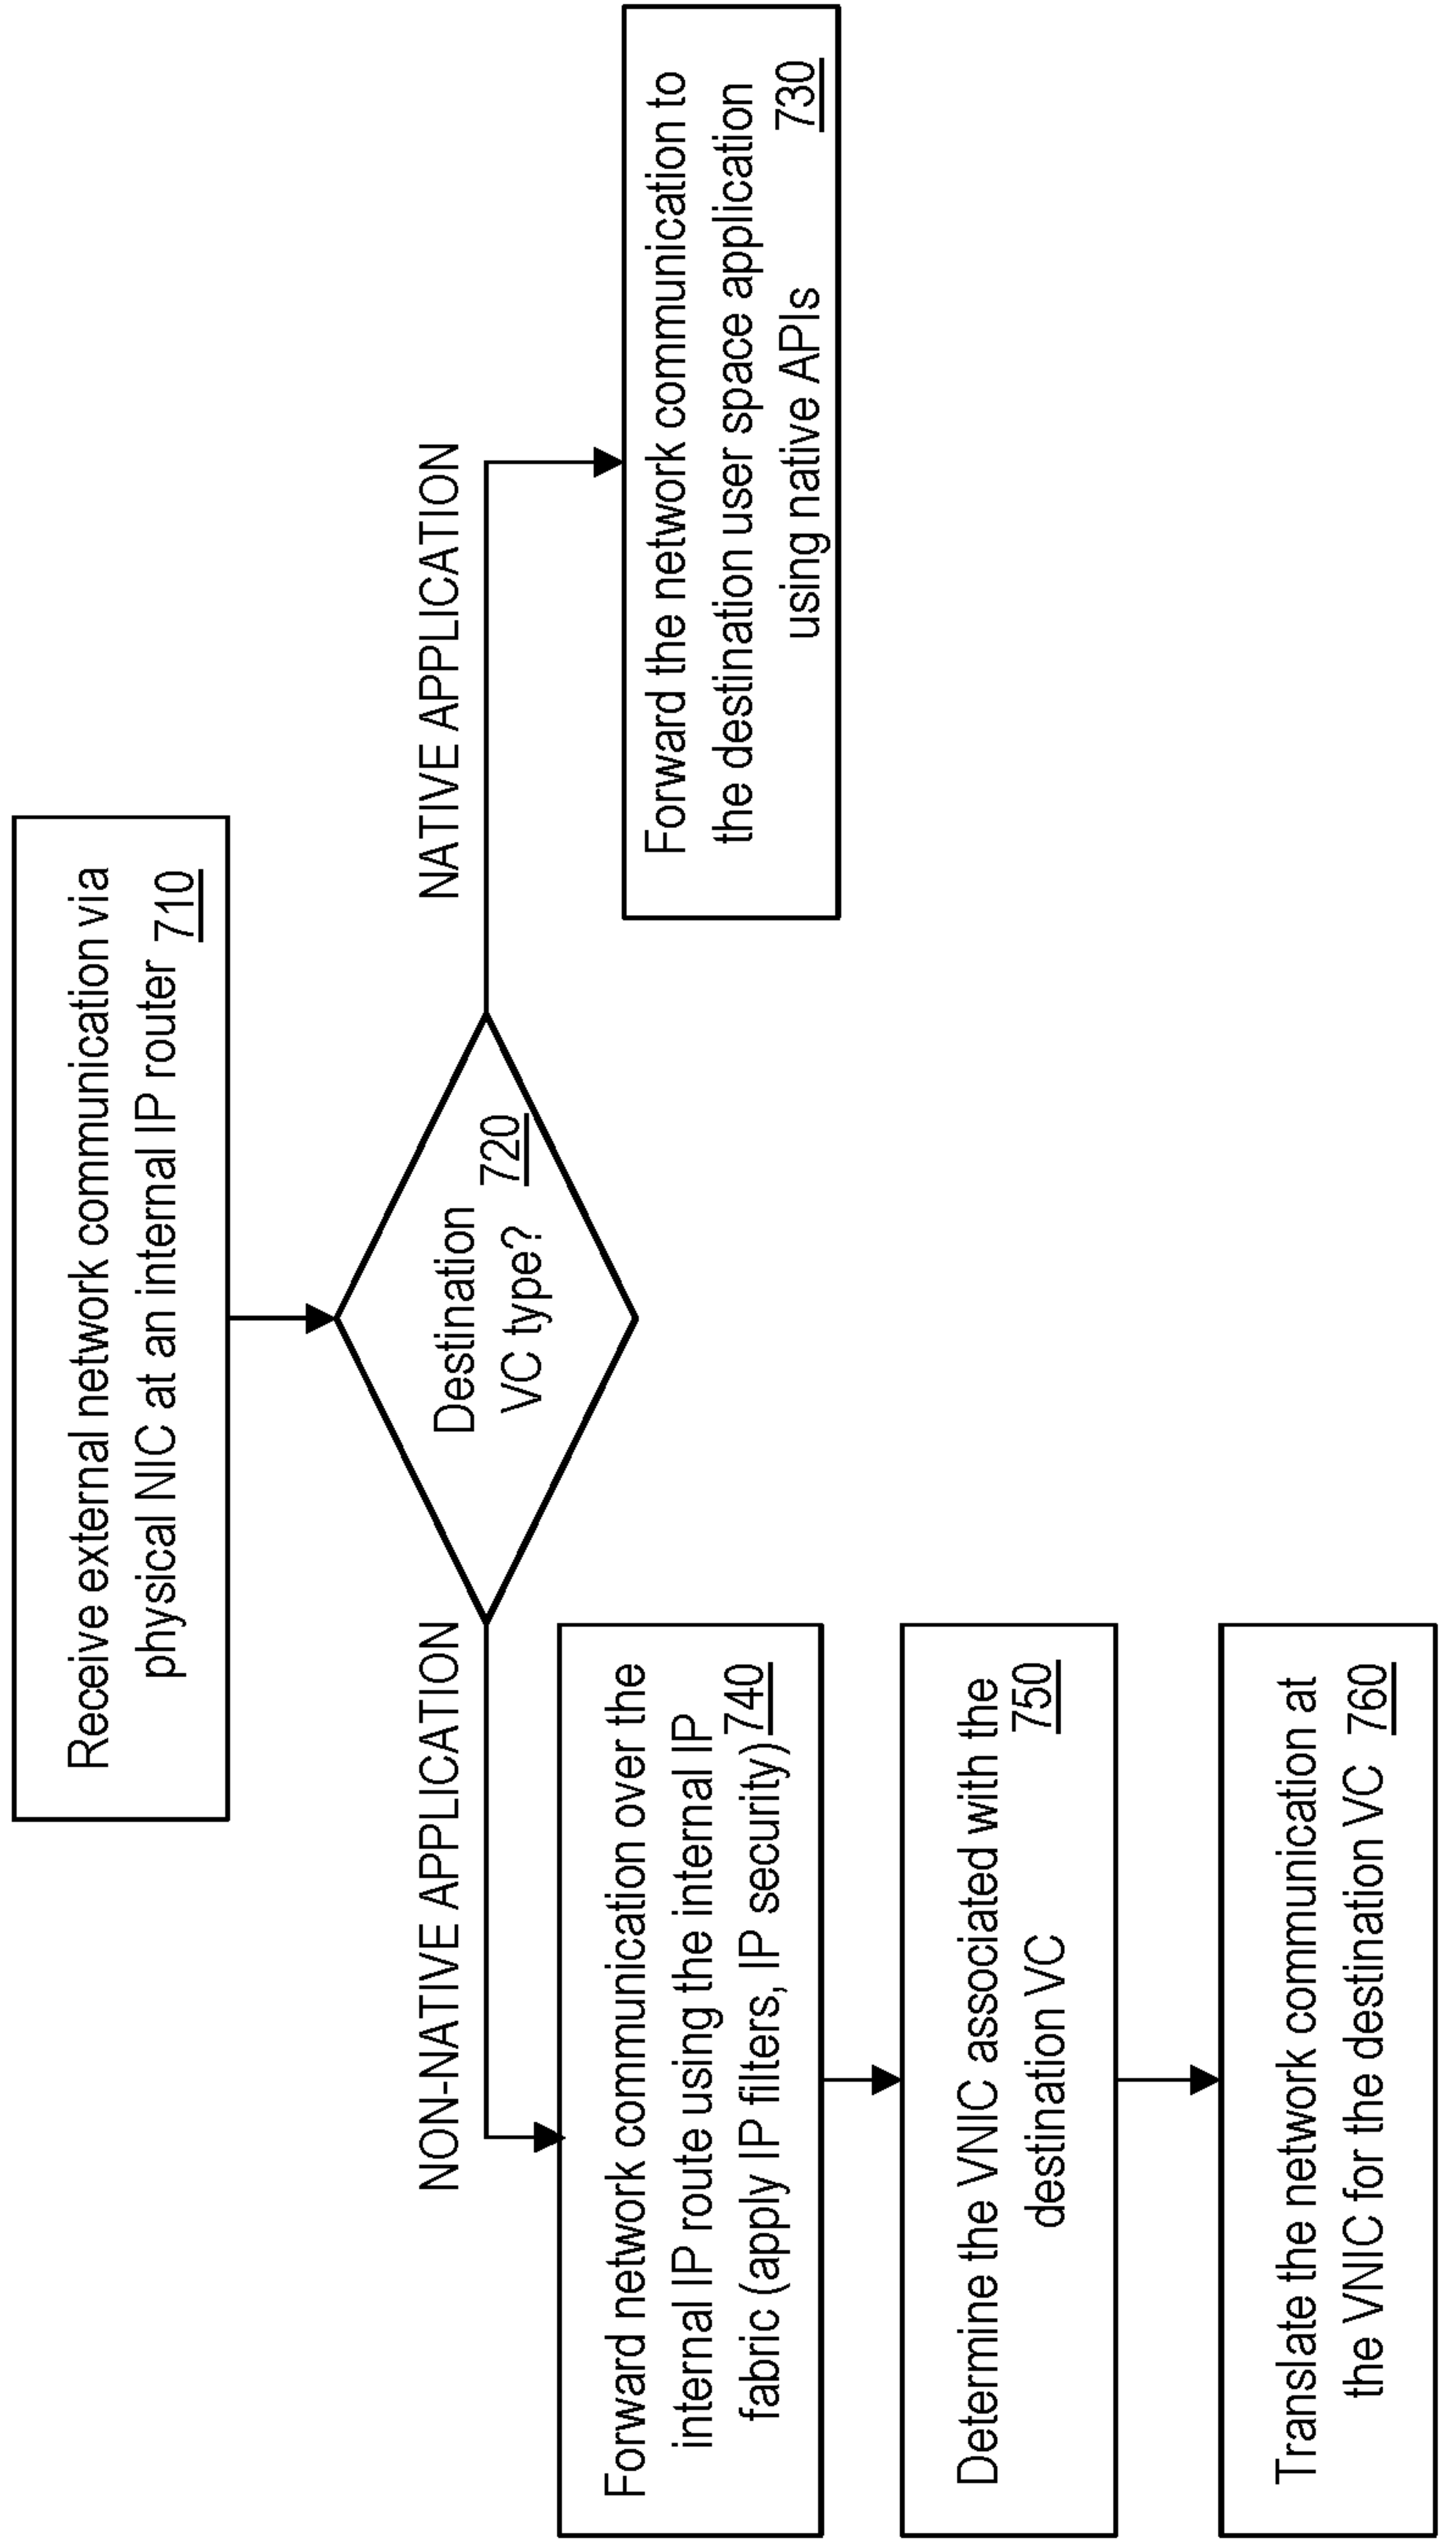 Receive external network communication via
physical NIC at an internal IP router 710
Destination
VC type? 720
NON-NATIVE APPLICATION
NATIVE APPLICATION
Forward network communication over the
internal IP route using the internal IP
fabric (apply IP filters, IP security) 740
Forward the network communication to
the destination user space application
using native APIs 730
Determine the VNIC associated with the
destination VC 750
Translate the network communication at
the VNIC for the destination VC 760